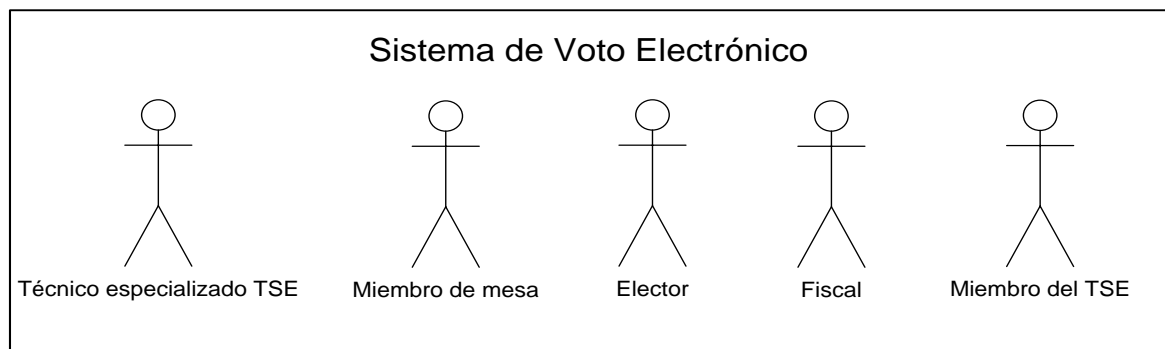 Sistema de Voto Electrónico
Técnico especializado TSE
Miembro de mesa
Elector
Fiscal
Miembro del TSE